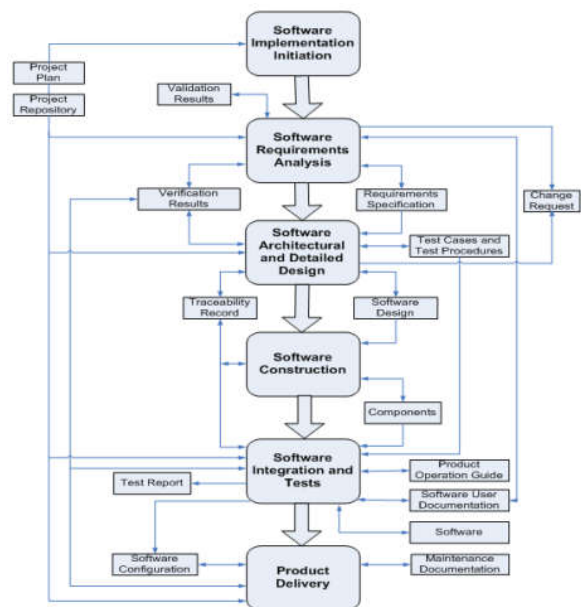 Software
Implementation
Initiation
Project
Plan
Project
Repository
Validation
Results
Software
Requirements
Analysis
Verification
Results
Requirements
Specification
Change
Request
Software
Architectural
and Detailed
Design
Test Cases and
Test Procedures
Traceability
Record
Software
Design
Software
Construction
Components
Software
Integration and
Tests
Product
Operation Guide
Test Report
Software User
Documentation
Software
Software
Configuration
Product
Delivery
Maintenance
Documentation